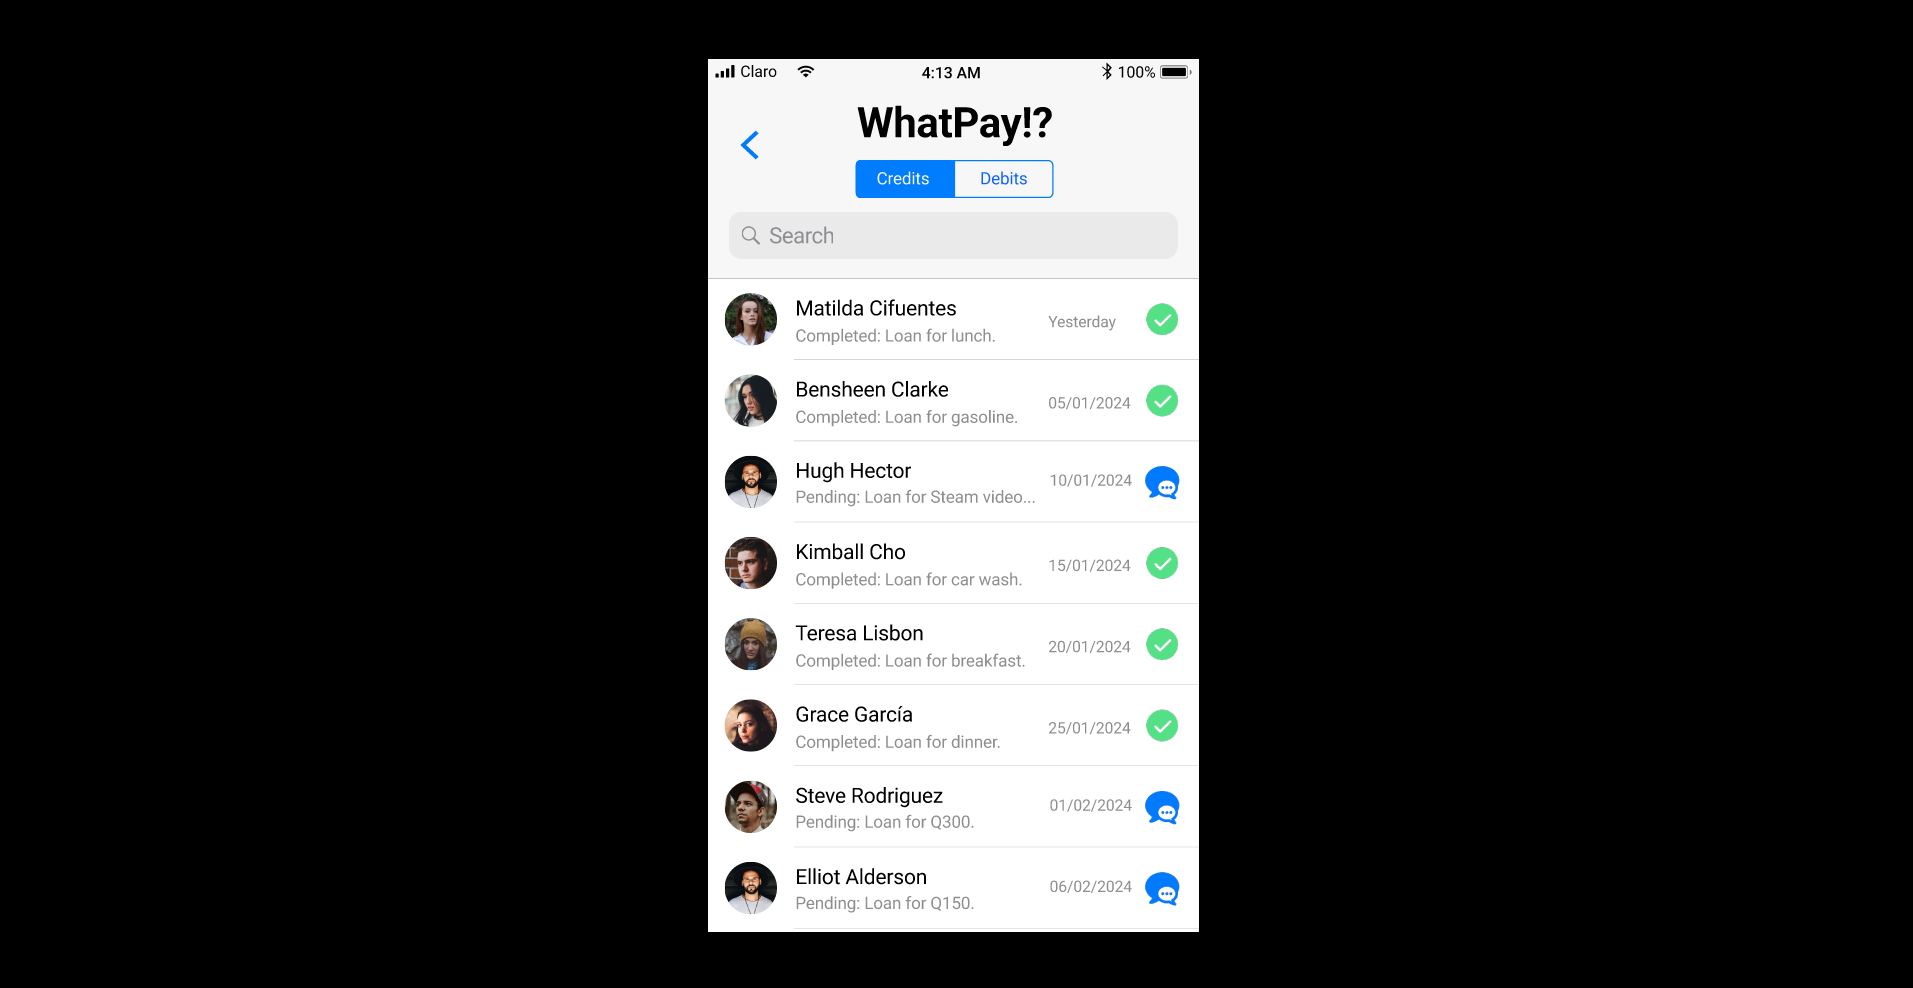 Claro 4:13 AM 100%
WhatPay!?
Credits Debits
Search
Matilda Cifuentes
Completed: Loan for lunch.
Yesterday
Bensheen Clarke
Completed: Loan for gasoline.
05/01/2024
Hugh Hector
Pending: Loan for Steam video...
10/01/2024
Kimball Cho
Completed: Loan for car wash.
15/01/2024
Teresa Lisbon
Completed: Loan for breakfast.
20/01/2024
Grace García
Completed: Loan for dinner.
25/01/2024
Steve Rodriguez
Pending: Loan for Q300.
01/02/2024
Elliot Alderson
Pending: Loan for Q150.
06/02/2024